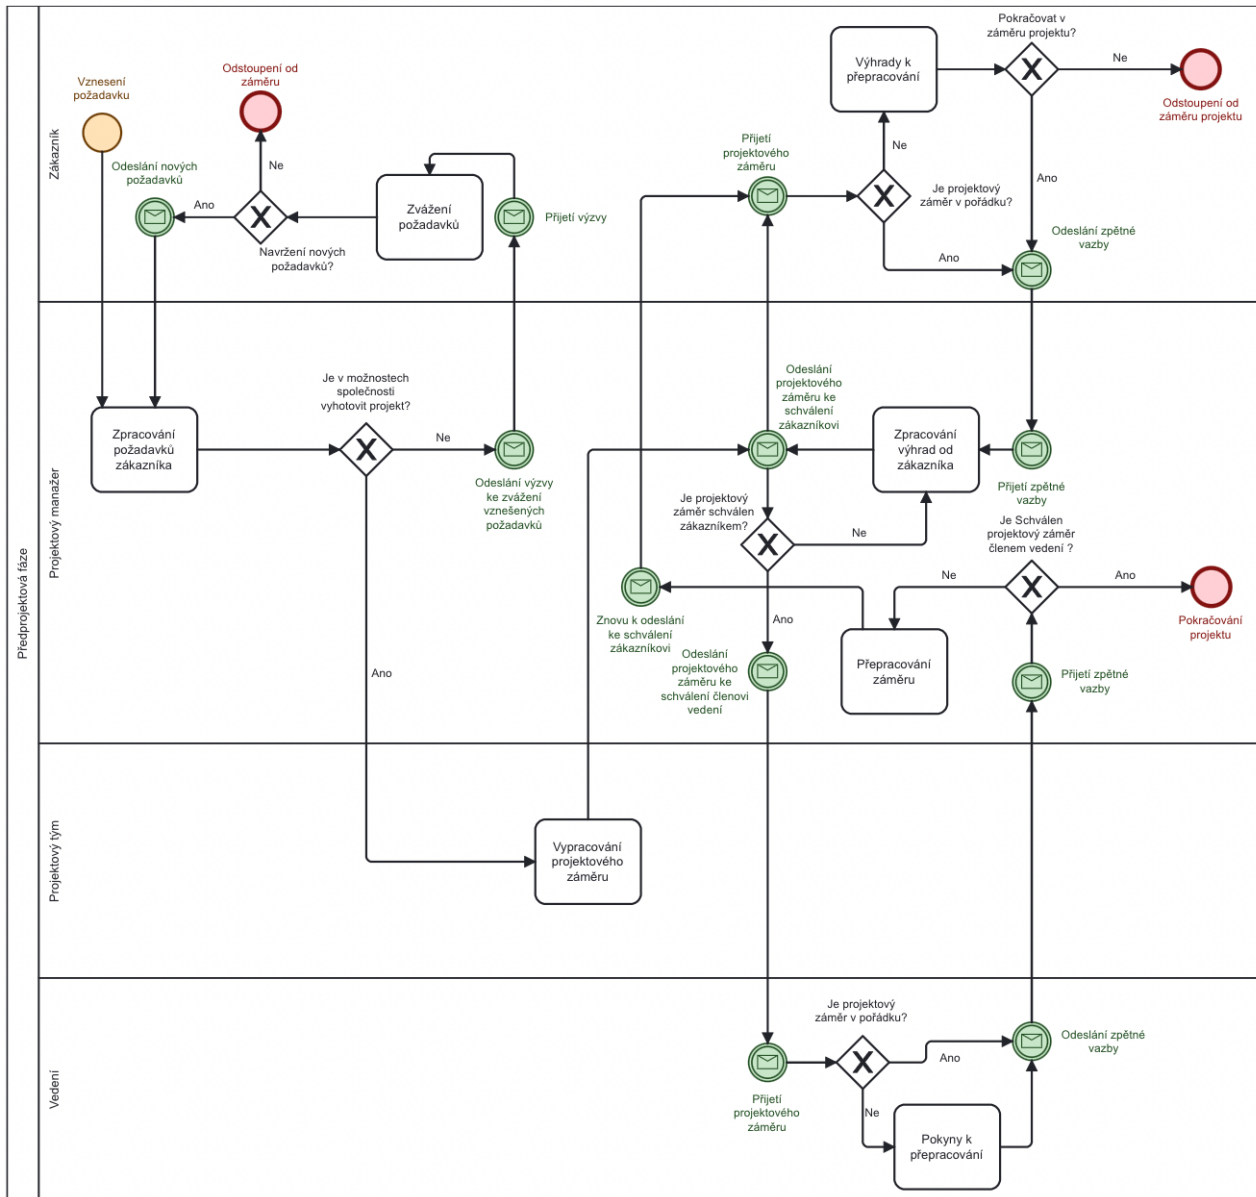 Předprojektová fáze
Zákazník
Vznesení
požadavku
Odstoupení od
záměru
Ne
Odeslání nových
požadavků
Ano
Navržení nových
požadavků?
Zvážení
požadavků
Přijetí výzvy
Přijetí
projektového
záměru
Výhrady k
přepracování
Ne
Je projektový
záměr v pořádku?
Ano
Pokračovat v
záměru projektu?
Ne
Odstoupení od
záměru projektu
Ano
Odeslání zpětné
vazby
Projektový manažer
Zpracování
požadavků
zákazníka
Je v možnostech
společnosti
vyhotovit projekt?
Ne
Odeslání výzvy
ke zvážení
vznešených
požadavků
Ano
Odeslání
projektového
záměru ke
schválení
zákazníkovi
Zpracování
výhrad od
zákazníka
Přijetí zpětné
vazby
Je projektový
záměr schválen
zákazníkem?
Ne
Je Schválen
projektový záměr
členem vedení ?
Ne
Ano
Pokračování
projektu
Znovu k odeslání
ke schválení
zákazníkovi
Ano
Odeslání
projektového
záměru ke
schválení členovi
vedení
Přepracování
záměru
Přijetí zpětné
vazby
Projektový tým
Vypracování
projektového
záměru
Vedení
Je projektový
záměr v pořádku?
Přijetí
projektového
záměru
Ano
Ne
Pokyny k
přepracování
Odeslání zpětné
vazby